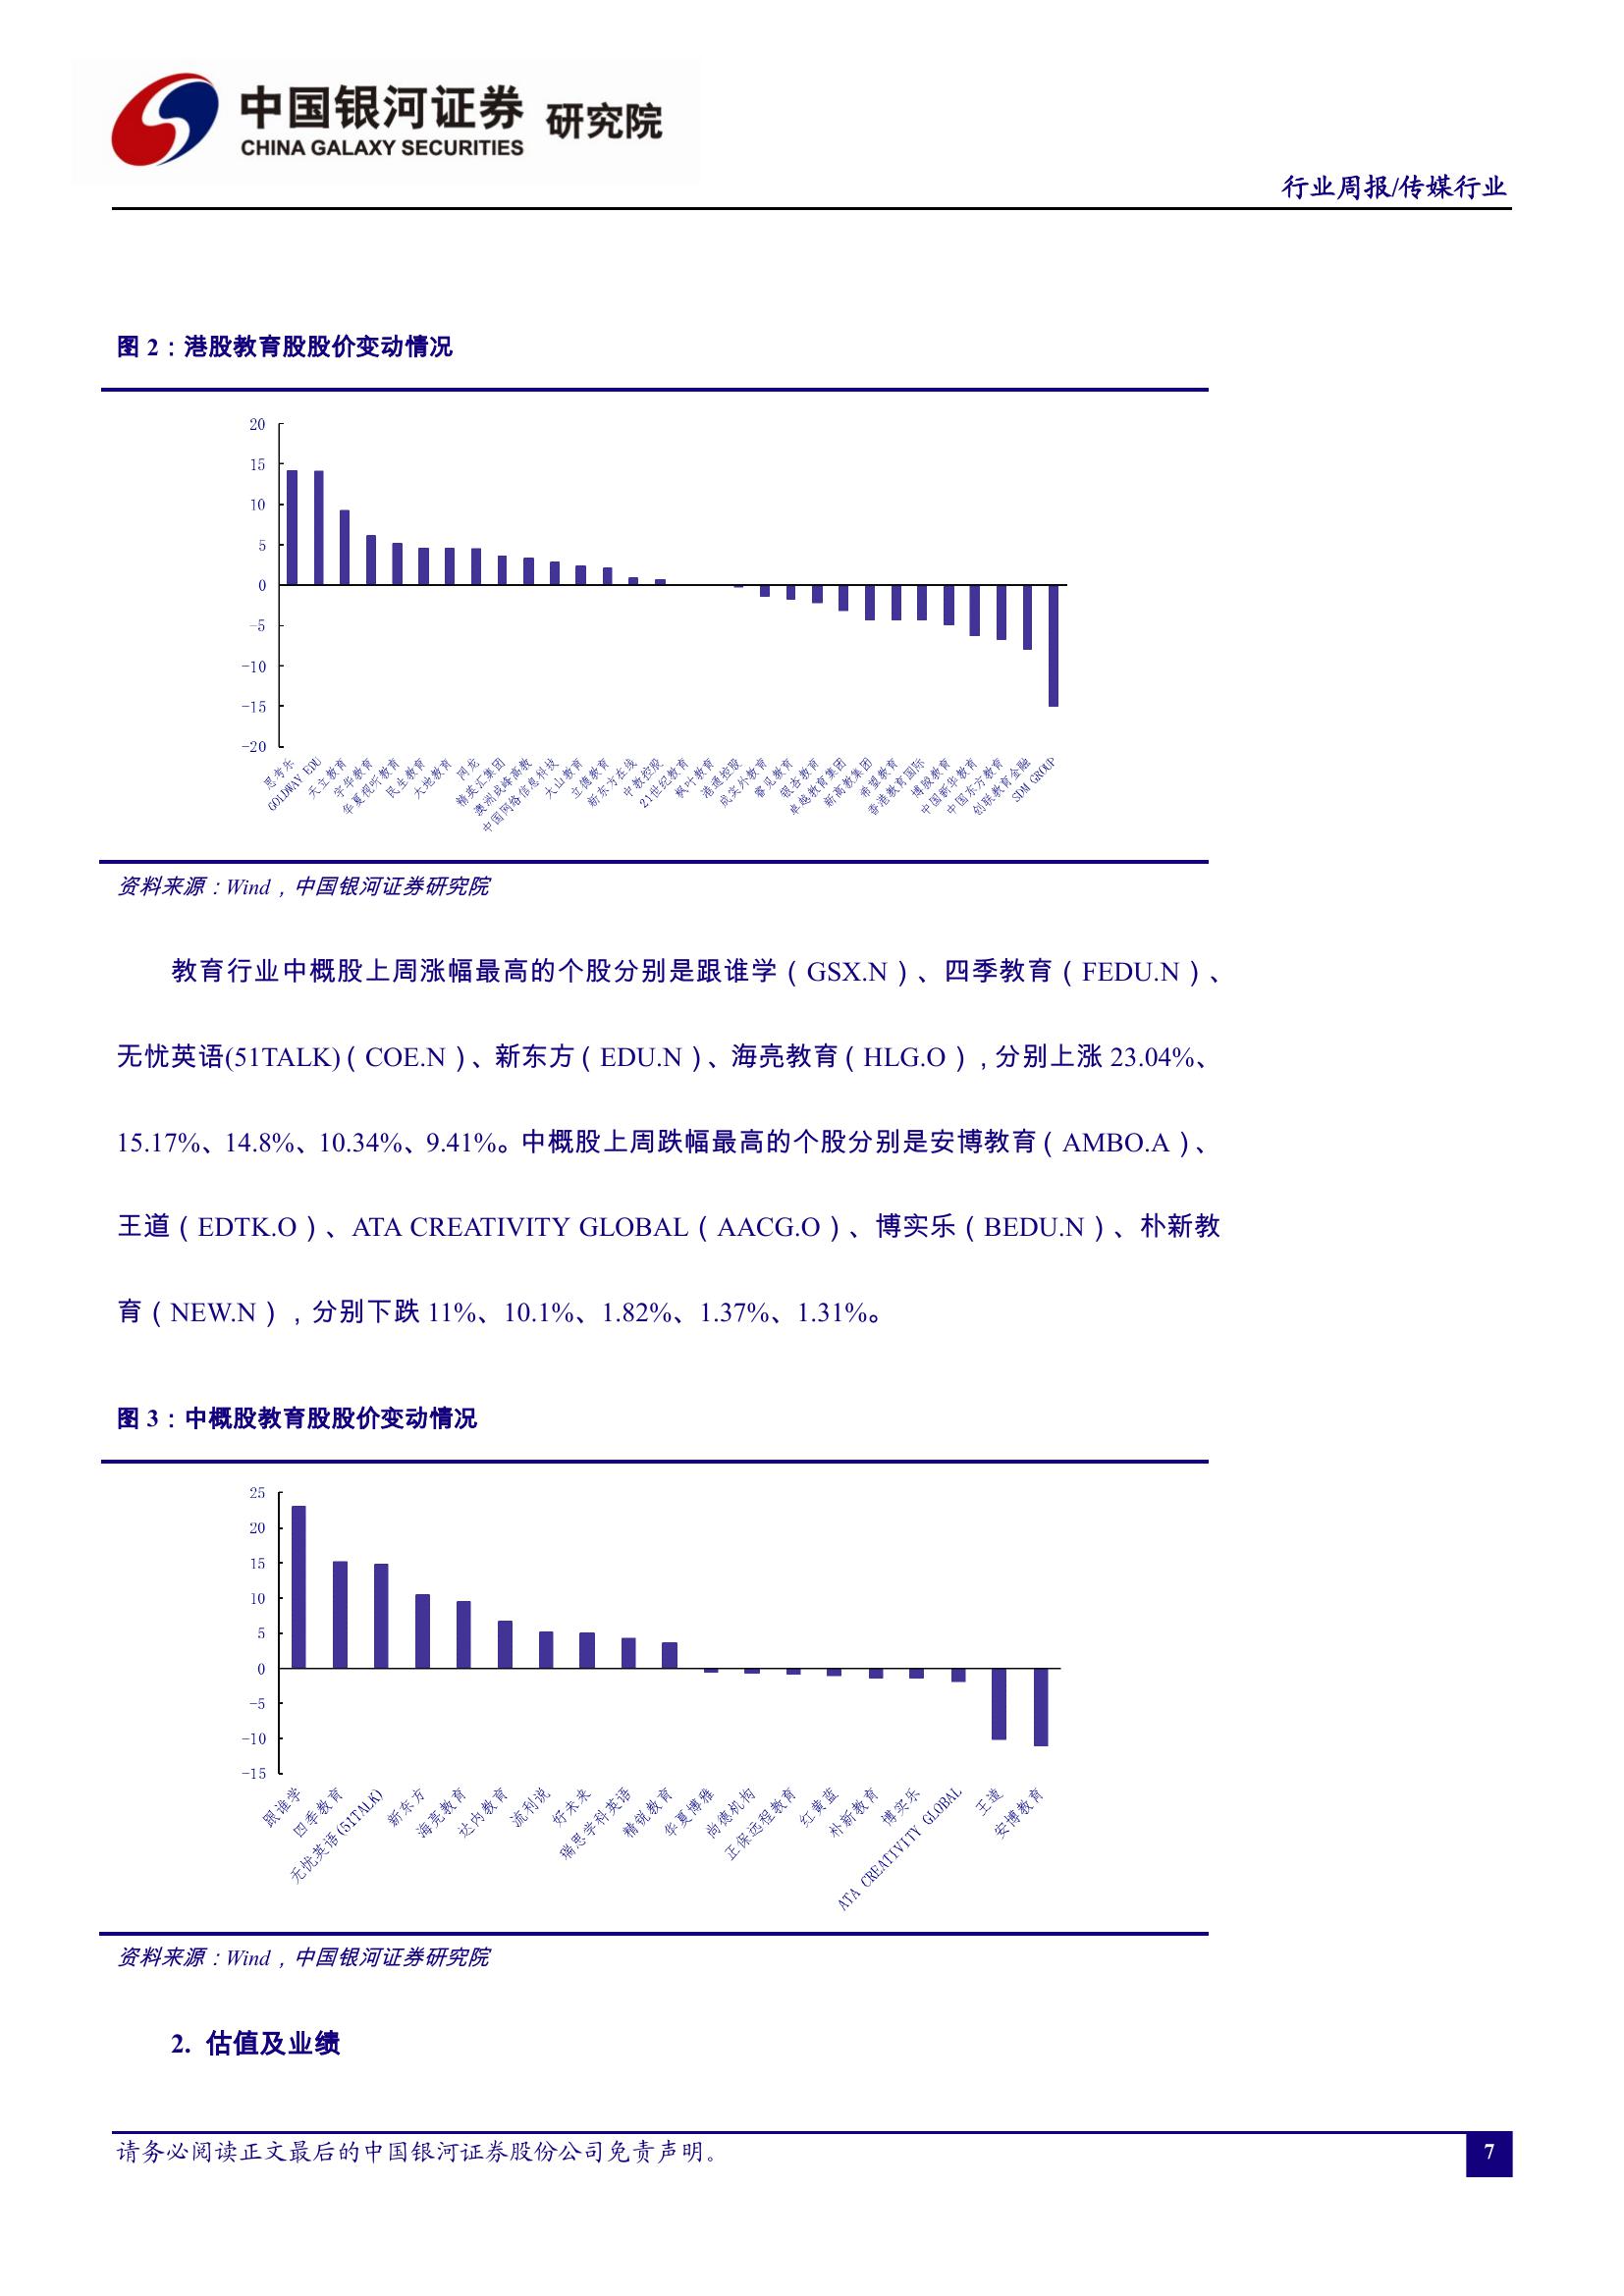 中国银河证券 研究院
CHINA GALAXY SECURITIES
行业周报/传媒行业
图 2：港股教育股股价变动情况
20
15
10
5
0
-5
-10
-15
-20
思考乐
GOLDWAY EDU
天立教育
宇华教育
华夏视听教育
民生教育
大地教育
网龙
精英汇集团
澳洲成峰高教
中国网络信息科技
大山教育
立德教育
新东方在线
中教控股
21世纪教育
枫叶教育
港通控股
成实外教育
睿见教育
银杏教育
卓越教育集团
新高教集团
希望教育
香港教育国际
博骏教育
中国新华教育
中国东方教育
创联教育金融
SDM GROUP
资料来源：Wind，中国银河证券研究院
教育行业中概股上周涨幅最高的个股分别是跟谁学（GSX.N）、四季教育（FEDU.N）、
无忧英语(51TALK)（COE.N）、新东方（EDU.N）、海亮教育（HLG.O），分别上涨 23.04%、
15.17%、14.8%、10.34%、9.41%。中概股上周跌幅最高的个股分别是安博教育（AMBO.A）、
王道（EDTK.O）、ATA CREATIVITY GLOBAL（AACG.O）、博实乐（BEDU.N）、朴新教
育（NEW.N），分别下跌 11%、10.1%、1.82%、1.37%、1.31%。
图 3：中概股教育股股价变动情况
25
20
15
10
5
0
-5
-10
-15
跟谁学
四季教育
无忧英语(51TALK)
新东方
海亮教育
达内教育
流利说
好未来
瑞思学科英语
精锐教育
华夏博雅
尚德机构
正保远程教育
红黄蓝
朴新教育
博实乐
ATA CREATIVITY GLOBAL
王道
安博教育
资料来源：Wind，中国银河证券研究院
2. 估值及业绩
请务必阅读正文最后的中国银河证券股份公司免责声明。
7